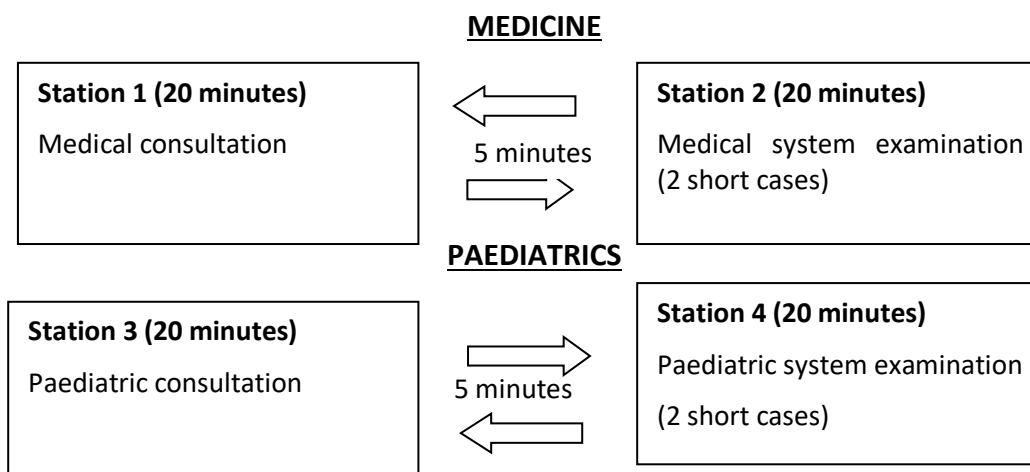 MEDICINE
Station 1 (20 minutes)
Medical consultation
5 minutes
Station 2 (20 minutes)
Medical system examination
(2 short cases)
PAEDIATRICS
Station 3 (20 minutes)
Paediatric consultation
5 minutes
Station 4 (20 minutes)
Paediatric system examination
(2 short cases)